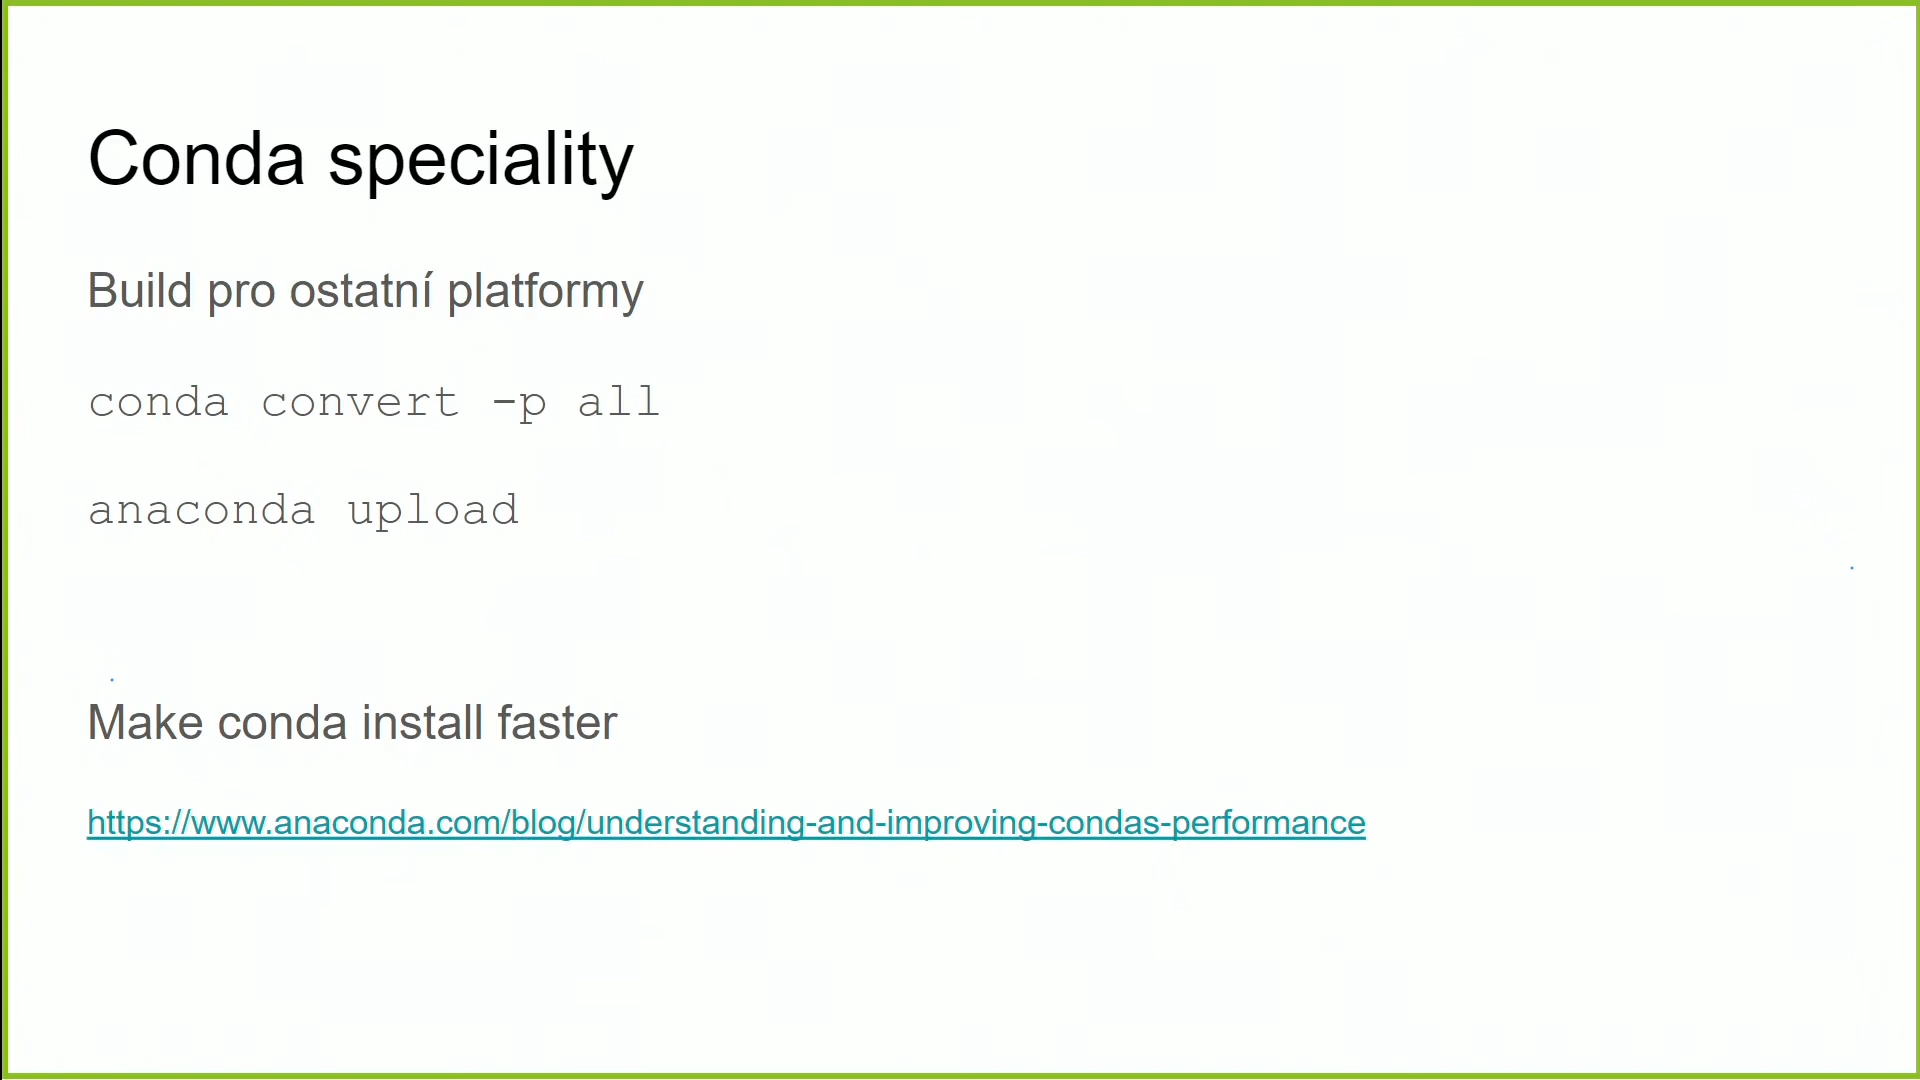 Conda speciality
Build pro ostatní platformy
conda convert -p all
anaconda upload
Make conda install faster
https://www.anaconda.com/blog/understanding-and-improving-condas-performance